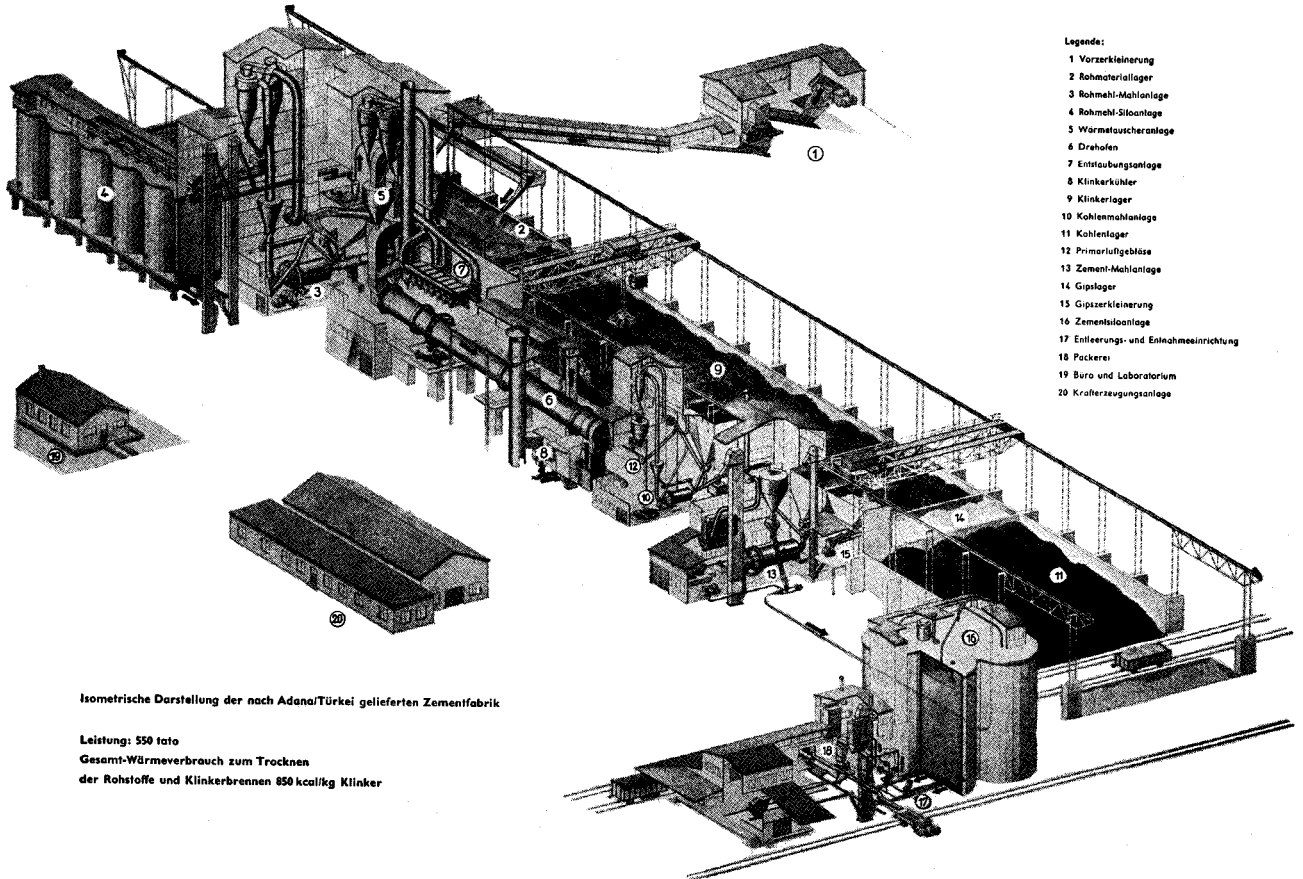 Legende:
1 Vorzerkleinerung
2 Rohmateriallager
3 Rohmehl-Mahlanlage
4 Rohmehl-Siloanlage
5 Wärmetauscheranlage
6 Drehofen
7 Entstaubungsanlage
8 Klinkerkühler
9 Klinkerlager
10 Kohlenmahlanlage
11 Kohlenlager
12 Primärluftgebläse
13 Zement-Mahlanlage
14 Gipslager
15 Gipszerkleinerung
16 Zementsiloanlage
17 Entleerungs- und Entnahmeeinrichtung
18 Packerei
19 Büro und Laboratorium
20 Krafterzeugungsanlage
1
4
5
2
7
3
9
6
19
8
12
10
14
15
13
11
20
16
18
17
Isometrische Darstellung der nach Adana/Türkei gelieferten Zementfabrik
Leistung: 550 tato
Gesamt-Wärmeverbrauch zum Trocknen
der Rohstoffe und Klinkerbrennen 850 kcal/kg Klinker